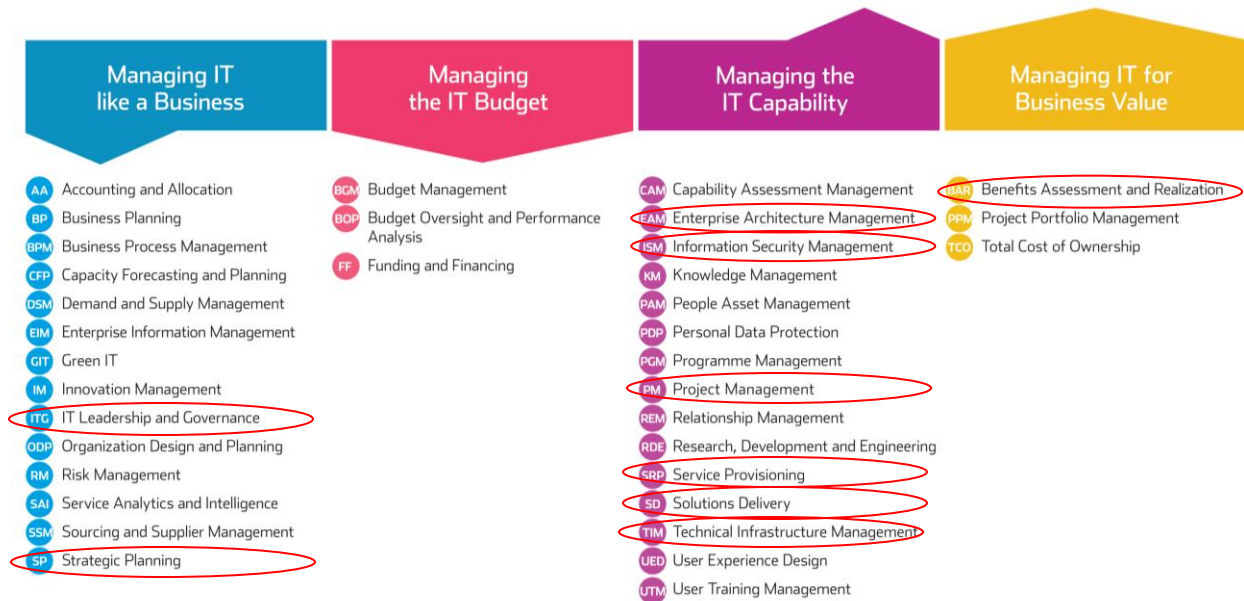 Managing IT
like a Business
AA Accounting and Allocation
BP Business Planning
BPM Business Process Management
CFP Capacity Forecasting and Planning
DSM Demand and Supply Management
EIM Enterprise Information Management
GIT Green IT
IM Innovation Management
ITG IT Leadership and Governance
ODP Organization Design and Planning
RM Risk Management
SAI Service Analytics and Intelligence
SSM Sourcing and Supplier Management
SP Strategic Planning
Managing
the IT Budget
BGM Budget Management
BOP Budget Oversight and Performance
Analysis
FF Funding and Financing
Managing the
IT Capability
CAM Capability Assessment Management
EAM Enterprise Architecture Management
ISM Information Security Management
KM Knowledge Management
PAM People Asset Management
PDP Personal Data Protection
PGM Programme Management
PM Project Management
REM Relationship Management
RDE Research, Development and Engineering
SRP Service Provisioning
SD Solutions Delivery
TIM Technical Infrastructure Management
UED User Experience Design
UTM User Training Management
Managing IT for
Business Value
BAR Benefits Assessment and Realization
PPM Project Portfolio Management
TCO Total Cost of Ownership